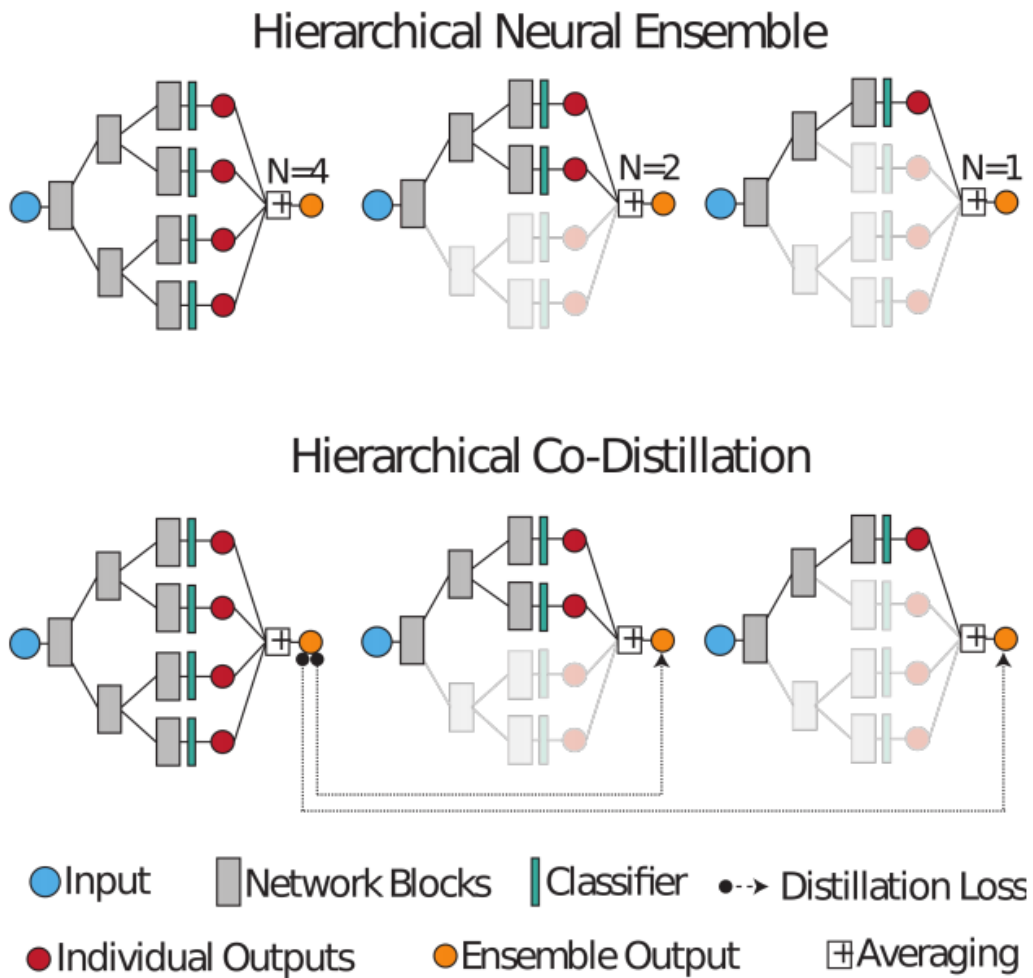 Hierarchical Neural Ensemble
N=4
N=2
N=1
+
+
+
Hierarchical Co-Distillation
+
+
+
Input
Network Blocks
Classifier
Distillation Loss
Individual Outputs
Ensemble Output
+
Averaging